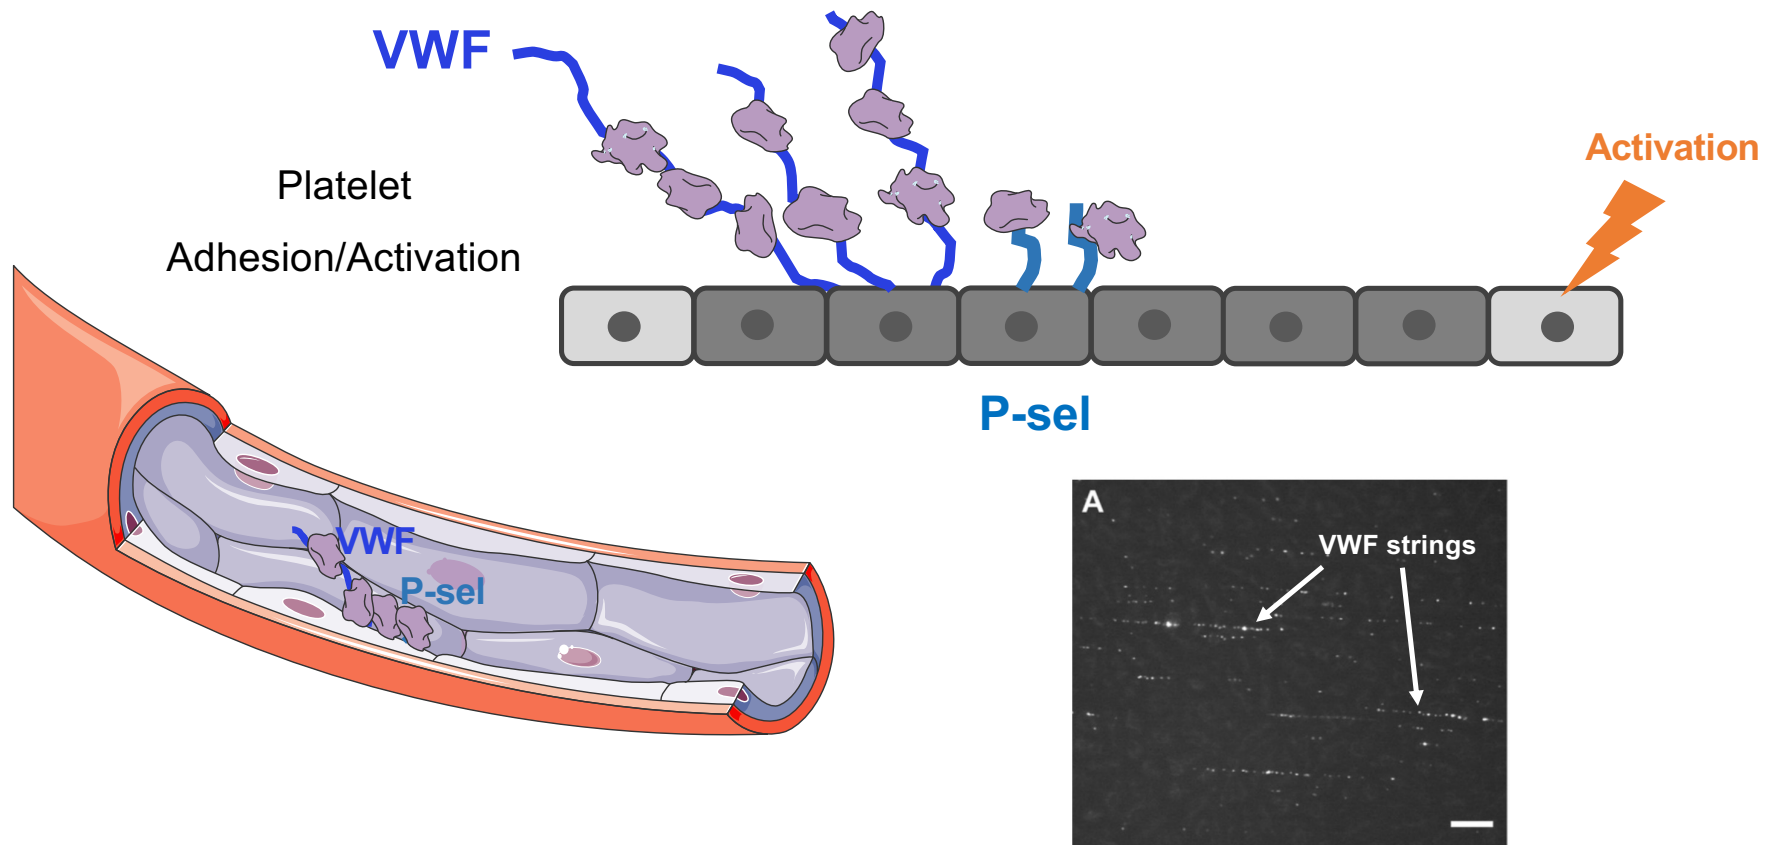 VWF
Activation
Platelet
Adhesion/Activation
P-sel
VWF
P-sel
A
VWF strings